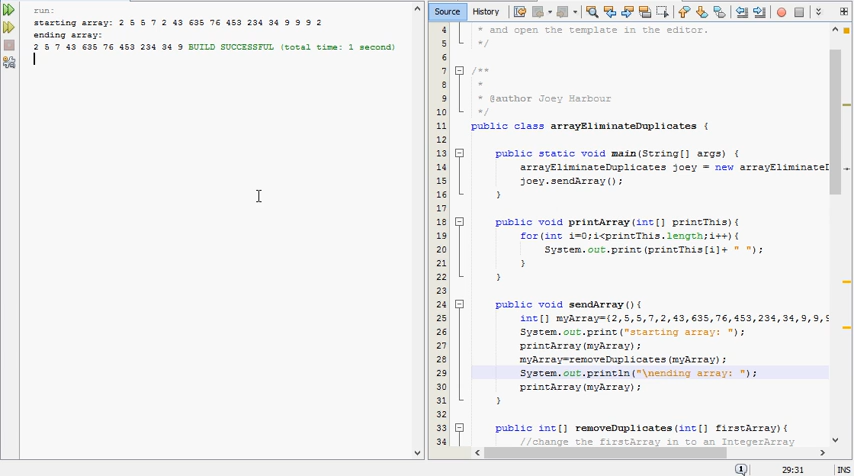 run:
starting array: 2 5 5 7 2 43 635 76 453 234 34 9 9 9 2
ending array:
2 5 7 43 635 76 453 234 34 9 BUILD SUCCESSFUL (total time: 1 second)
Source History
4 * and open the template in the editor.
5 */
6
7 /**
8 *
9 * @author Joey Harbour
10 */
11 public class arrayEliminateDuplicates {
12
13 public static void main(String[] args) {
14 arrayEliminateDuplicates joey = new arrayEliminateD
15 joey.sendArray();
16 }
17
18 public void printArray(int[] printThis){
19 for(int i=0;i<printThis.length;i++){
20 System.out.print(printThis[i]+ " ");
21 }
22 }
23
24 public void sendArray(){
25 int[] myArray={2,5,5,7,2,43,635,76,453,234,34,9,9,9
26 System.out.print("starting array: ");
27 printArray(myArray);
28 myArray=removeDuplicates(myArray);
29 System.out.println("\nending array: ");
30 printArray(myArray);
31 }
32
33 public int[] removeDuplicates(int[] firstArray){
34 //change the firstArray in to an IntegerArray
1 29:31 INS